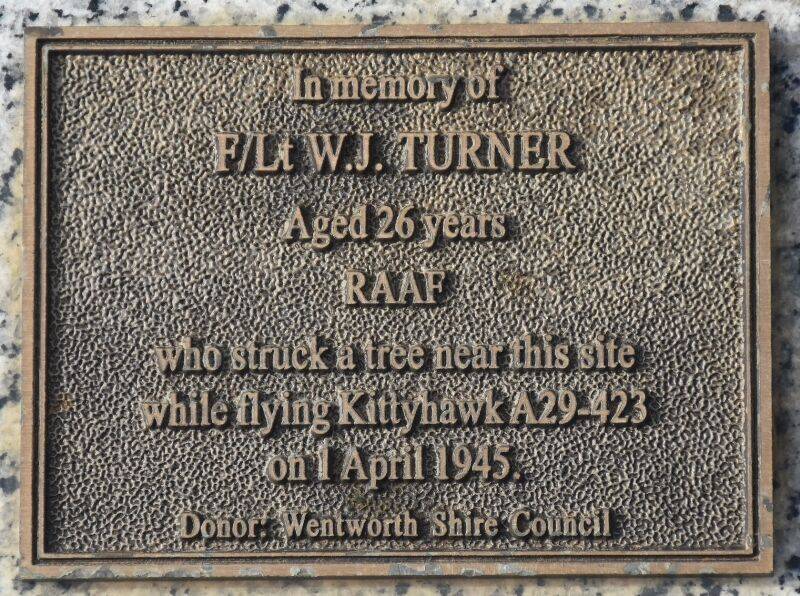 In memory of
F/Lt W.J. TURNER
Aged 26 years
RAAF
who struck a tree near this site
while flying Kittyhawk A29-423
on 1 April 1945.
Donor: Wentworth Shire Council